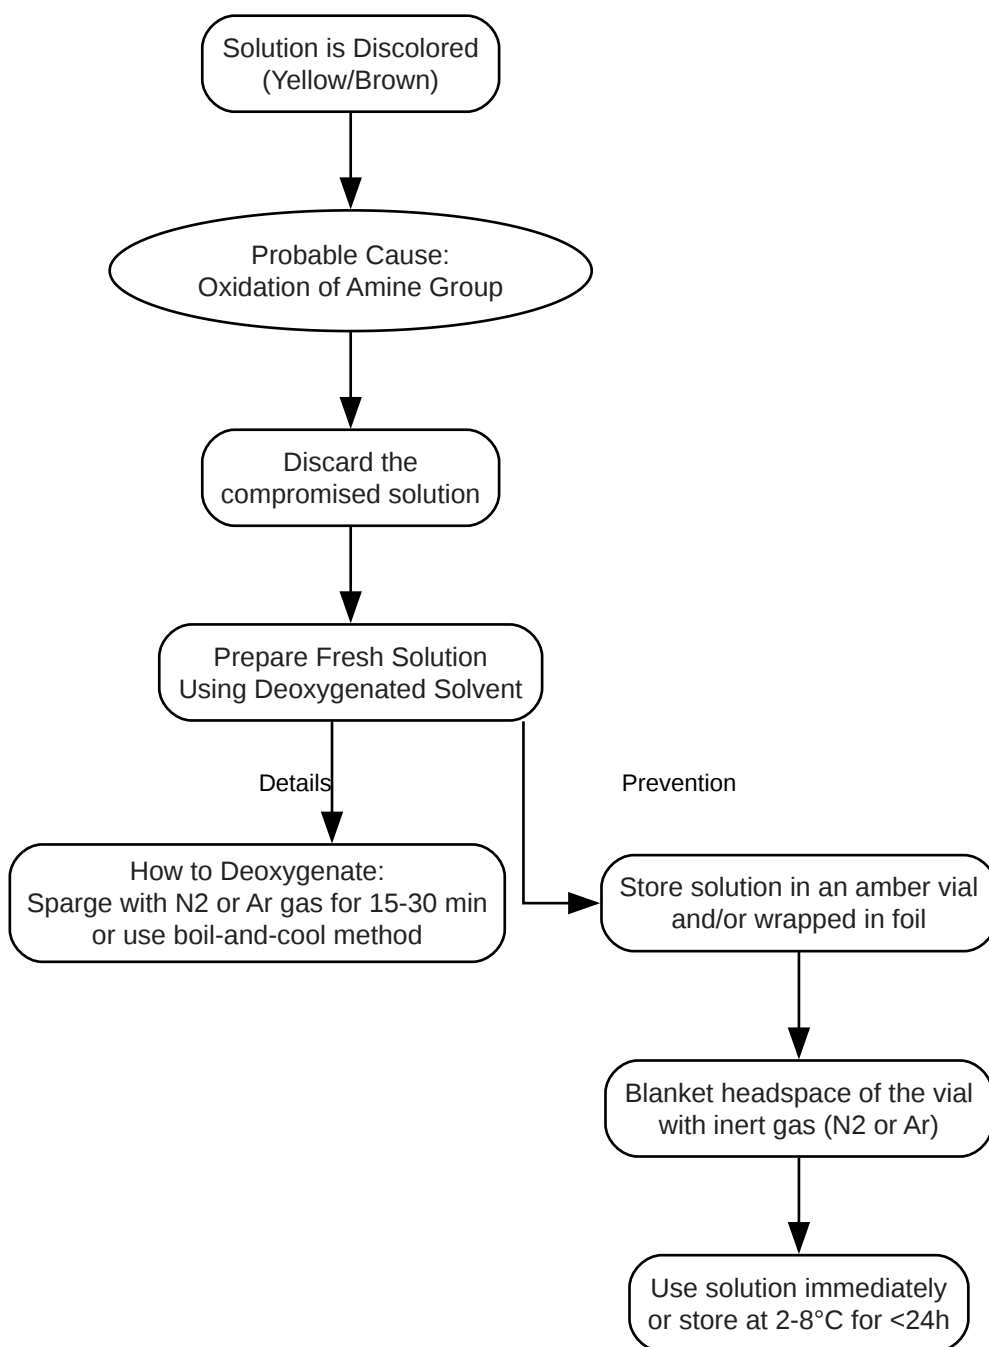 Solution is Discolored
(Yellow/Brown)
Probable Cause:
Oxidation of Amine Group
Discard the
compromised solution
Prepare Fresh Solution
Using Deoxygenated Solvent
Details
Prevention
How to Deoxygenate:
Sparge with N2 or Ar gas for 15-30 min
or use boil-and-cool method
Store solution in an amber vial
and/or wrapped in foil
Blanket headspace of the vial
with inert gas (N2 or Ar)
Use solution immediately
or store at 2-8°C for <24h